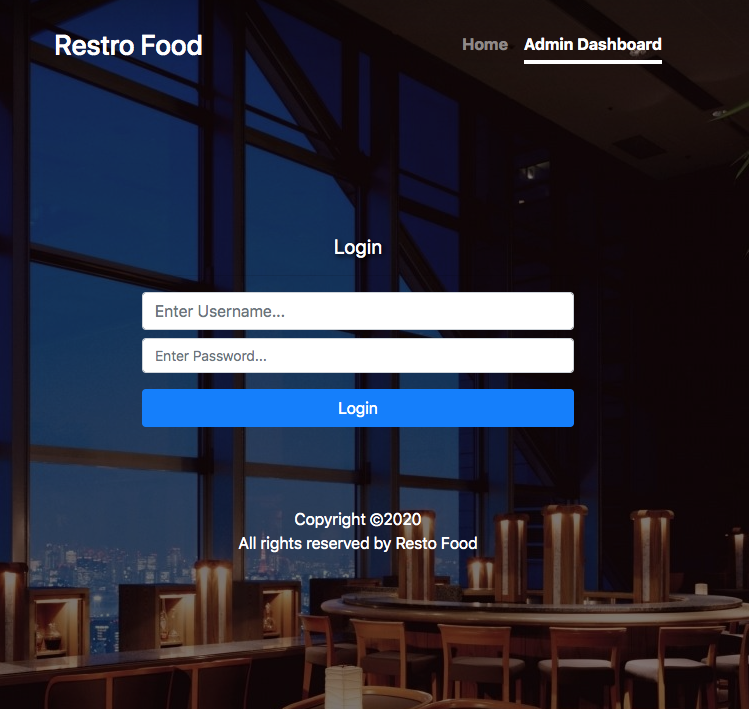 Restro Food
Home Admin Dashboard
Login
Enter Username...
Enter Password...
Login
Copyright ©2020
All rights reserved by Resto Food